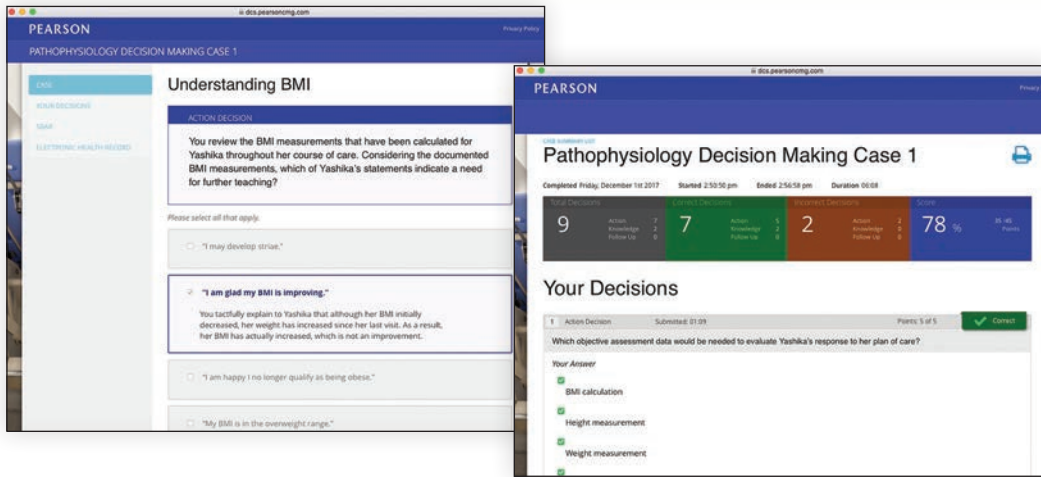 dcs.pearsoncmg.com
PEARSON
Privacy Policy
PATHOPHYSIOLOGY DECISION MAKING CASE 1
CASE
YOUR DECISIONS
SBAR
ELECTRONIC HEALTH RECORD
Understanding BMI
ACTION DECISION
You review the BMI measurements that have been calculated for
Yashika throughout her course of care. Considering the documented
BMI measurements, which of Yashika's statements indicate a need
for further teaching?
Please select all that apply.
"I may develop striae."
"I am glad my BMI is improving."
You tactfully explain to Yashika that although her BMI initially
decreased, her weight has increased since her last visit. As a result,
her BMI has actually increased, which is not an improvement.
"I am happy I no longer qualify as being obese."
"My BMI is in the overweight range."
dcs.pearsoncmg.com
PEARSON
Privacy
CASE SUMMARY LIST
Pathophysiology Decision Making Case 1
Completed Friday, December 1st 2017 Started 2:50:50 pm Ended 2:56:58 pm Duration 06:08
Total Decisions Correct Decisions Incorrect Decisions Score
9 Action 7 7 Action 5 2 Action 2 78 % 35 /45
Knowledge 2 Knowledge 2 Knowledge 0 Points
Follow Up 0 Follow Up 0 Follow Up 0
Your Decisions
1 Action Decision Submitted: 01:09 Points: 5 of 5 Correct
Which objective assessment data would be needed to evaluate Yashika's response to her plan of care?
Your Answer
BMI calculation
Height measurement
Weight measurement